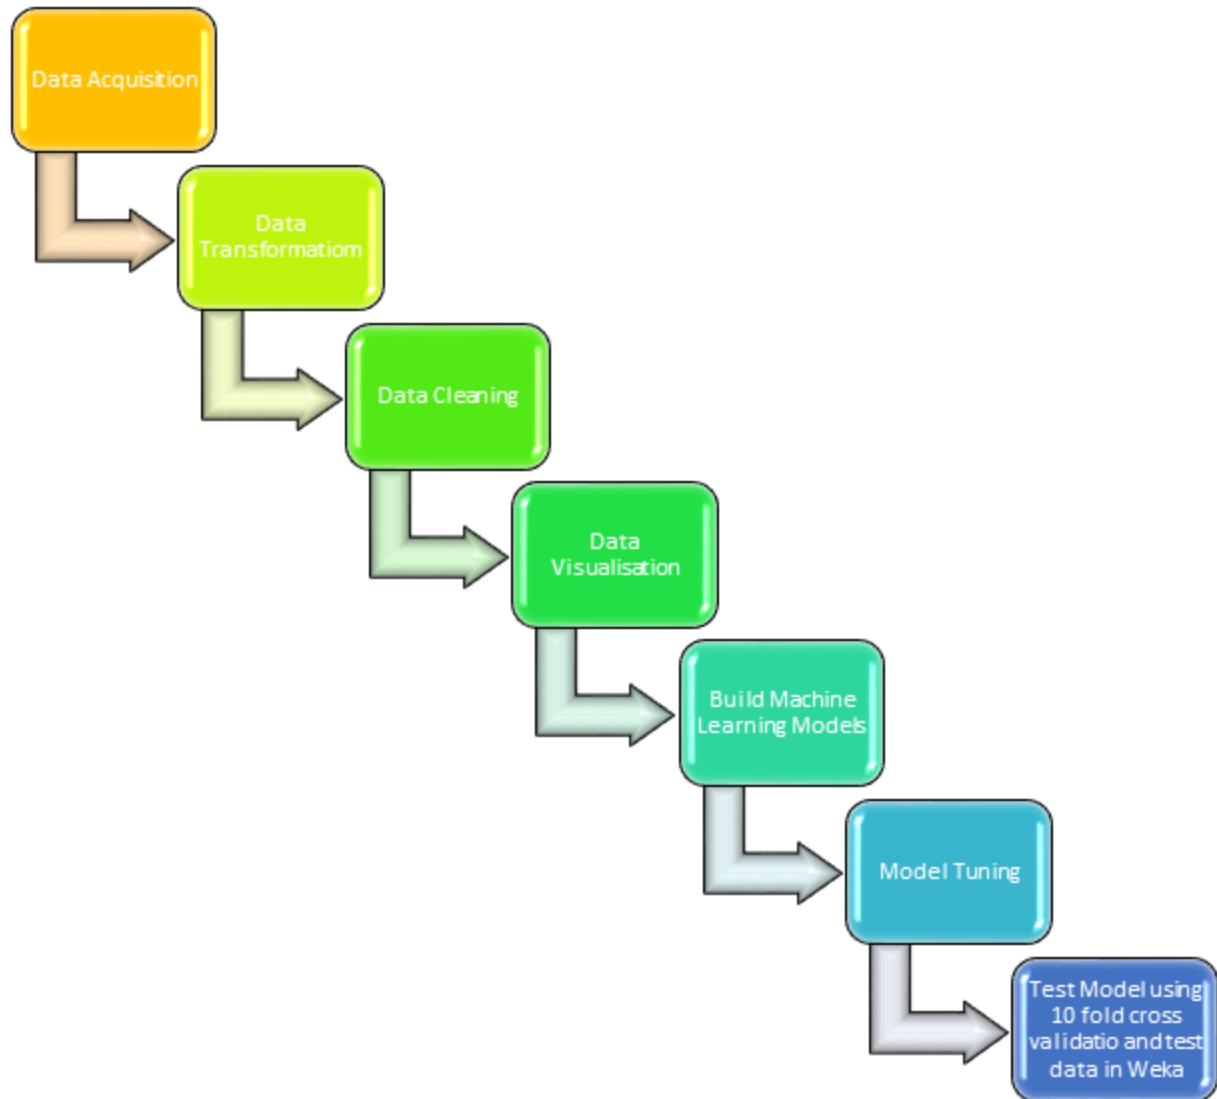 Data Acquisition
Data
Transformatiom
Data Cleaning
Data
Visualisation
Build Machine
Learning Models
Model Tuning
Test Model using
10 fold cross
validatio and test
data in Weka